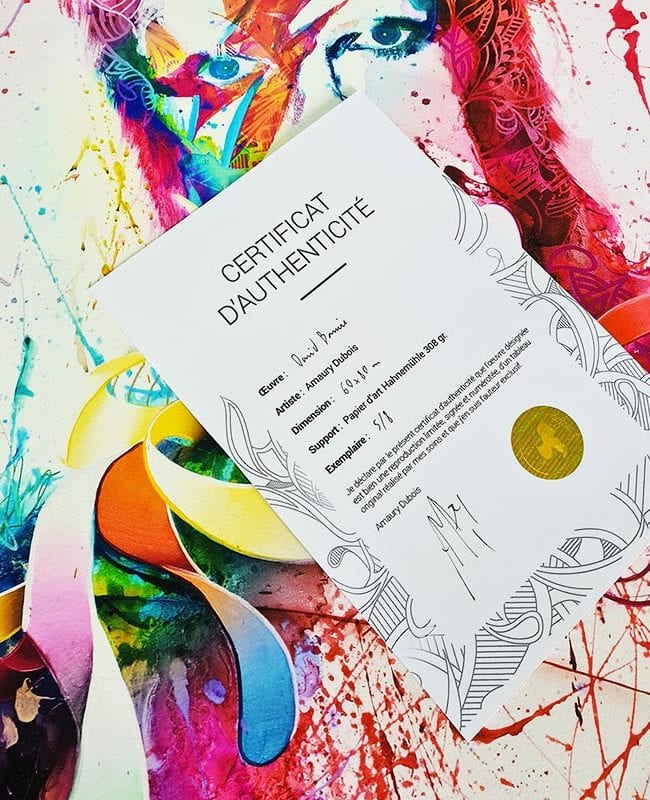 CERTIFICAT
D'AUTHENTICITÉ
Œuvre : David Bowie
Artiste : Amaury Dubois
Dimension : 60x80 cm
Support : Papier d'art Hahnemühle 308 gr.
Exemplaire : 5/8
Je déclare par le présent certificat d'authenticité que l'œuvre désignée
est bien une reproduction limitée, signée et numérotée, d'un tableau
original réalisé par mes soins et que j'en suis l'auteur exclusif.
Amaury Dubois